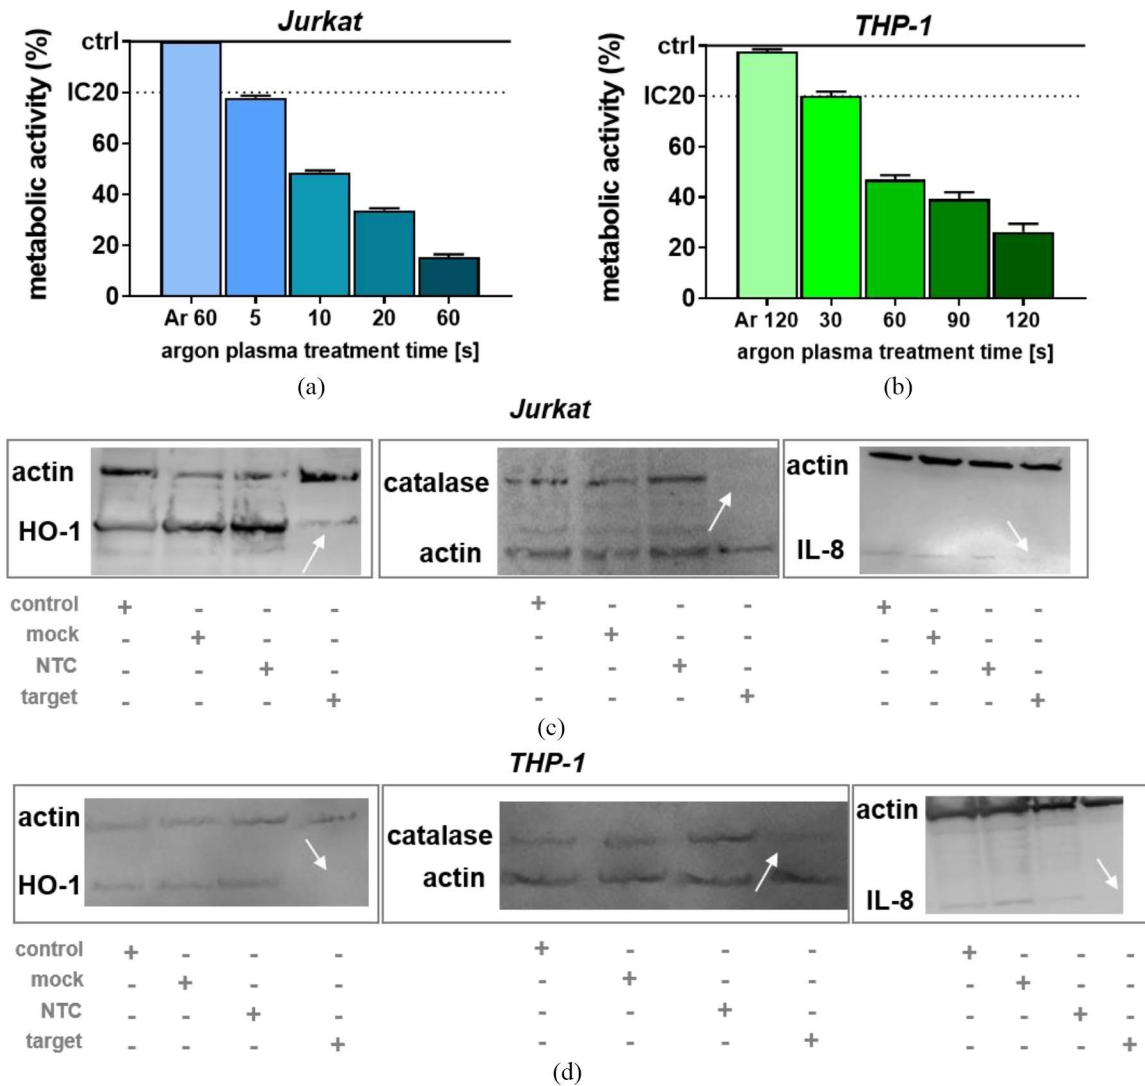 Jurkat
metabolic activity (%)
ctrl
IC20
60
40
20
0
Ar 60 5 10 20 60
argon plasma treatment time [s]
(a)
THP-1
metabolic activity (%)
ctrl
IC20
60
40
20
0
Ar 120 30 60 90 120
argon plasma treatment time [s]
(b)
Jurkat
actin
HO-1
catalase
actin
actin
IL-8
control + - - - + - - - + - - -
mock - + - - - + - - - + - -
NTC - - + - - - + - - - + -
target - - - + - - - + - - - +
(c)
THP-1
actin
HO-1
catalase
actin
actin
IL-8
control + - - - + - - - + - - -
mock - + - - - + - - - + - -
NTC - - + - - - + - - - + -
target - - - + - - - + - - - +
(d)